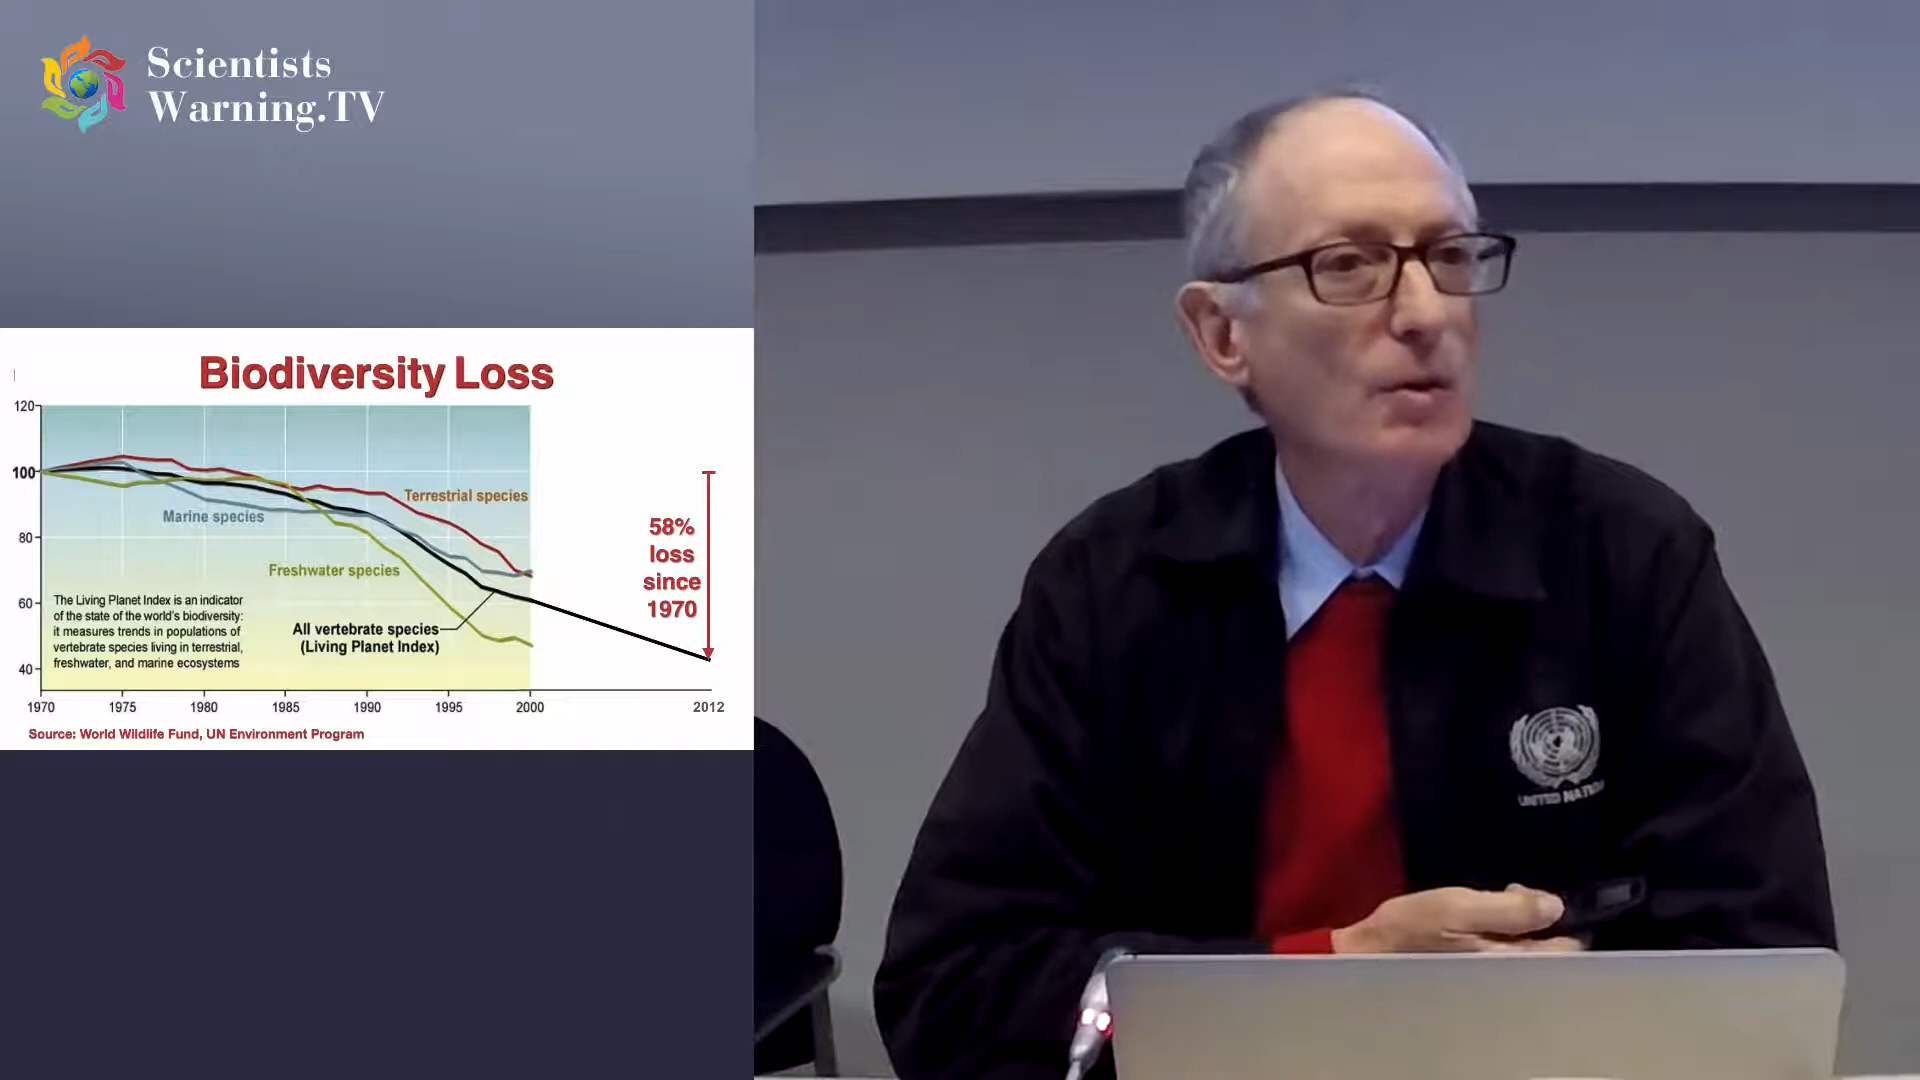 Scientists
Warning.TV
Biodiversity Loss
120
100
80
60
40
Terrestrial species
Marine species
Freshwater species
The Living Planet Index is an indicator
of the state of the world's biodiversity:
it measures trends in populations of
vertebrate species living in terrestrial,
freshwater, and marine ecosystems
All vertebrate species
(Living Planet Index)
58%
loss
since
1970
1970 1975 1980 1985 1990 1995 2000 2012
Source: World Wildlife Fund, UN Environment Program
UNITED